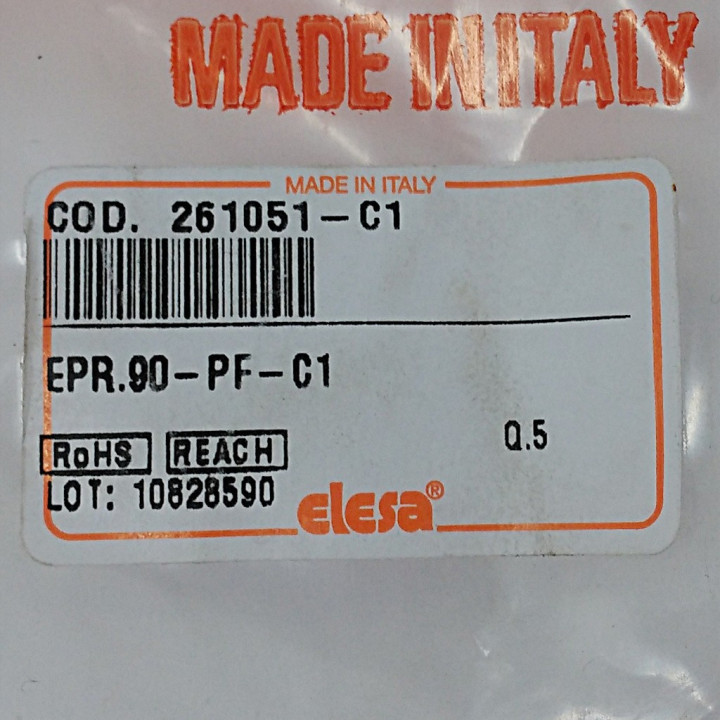 MADE IN ITALY
MADE IN ITALY
COD. 261051-C1
EPR.90-PF-C1
Q.5
RoHS REACH
LOT: 10828590
elesa®